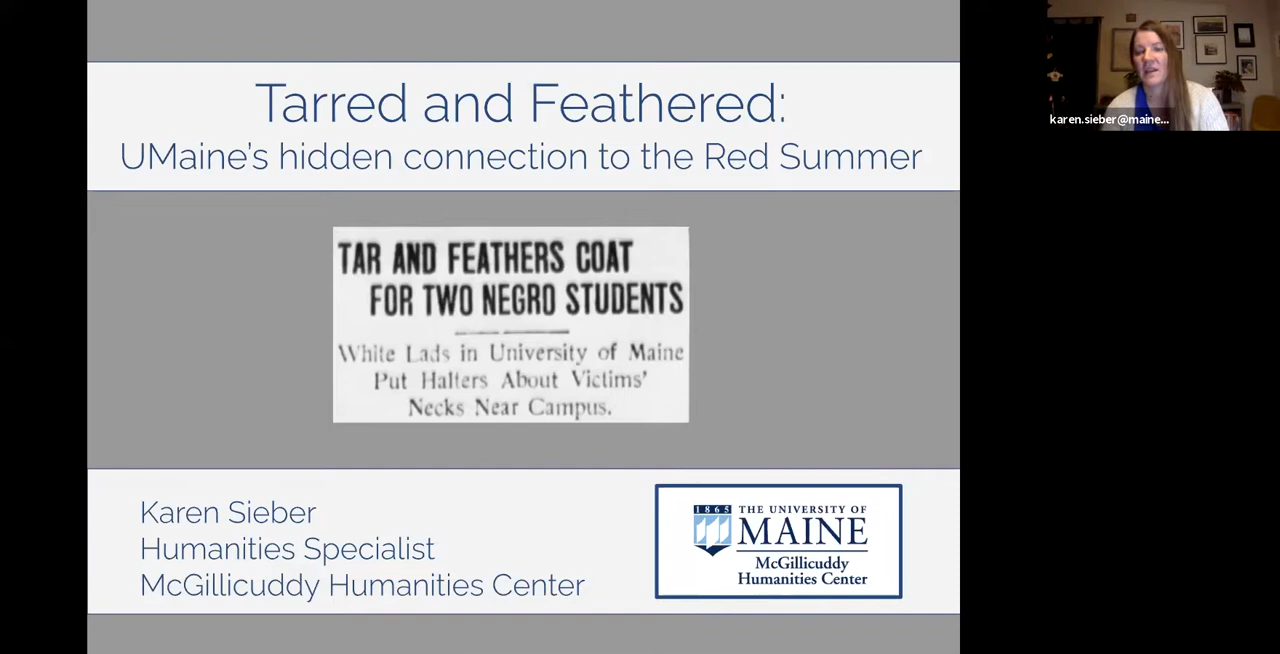 Tarred and Feathered:
UMaine's hidden connection to the Red Summer
TAR AND FEATHERS COAT
FOR TWO NEGRO STUDENTS
White Lads in University of Maine
Put Halters About Victims'
Necks Near Campus.
Karen Sieber
Humanities Specialist
McGillicuddy Humanities Center
1865 THE UNIVERSITY OF
MAINE
McGillicuddy
Humanities Center
karen.sieber@maine...